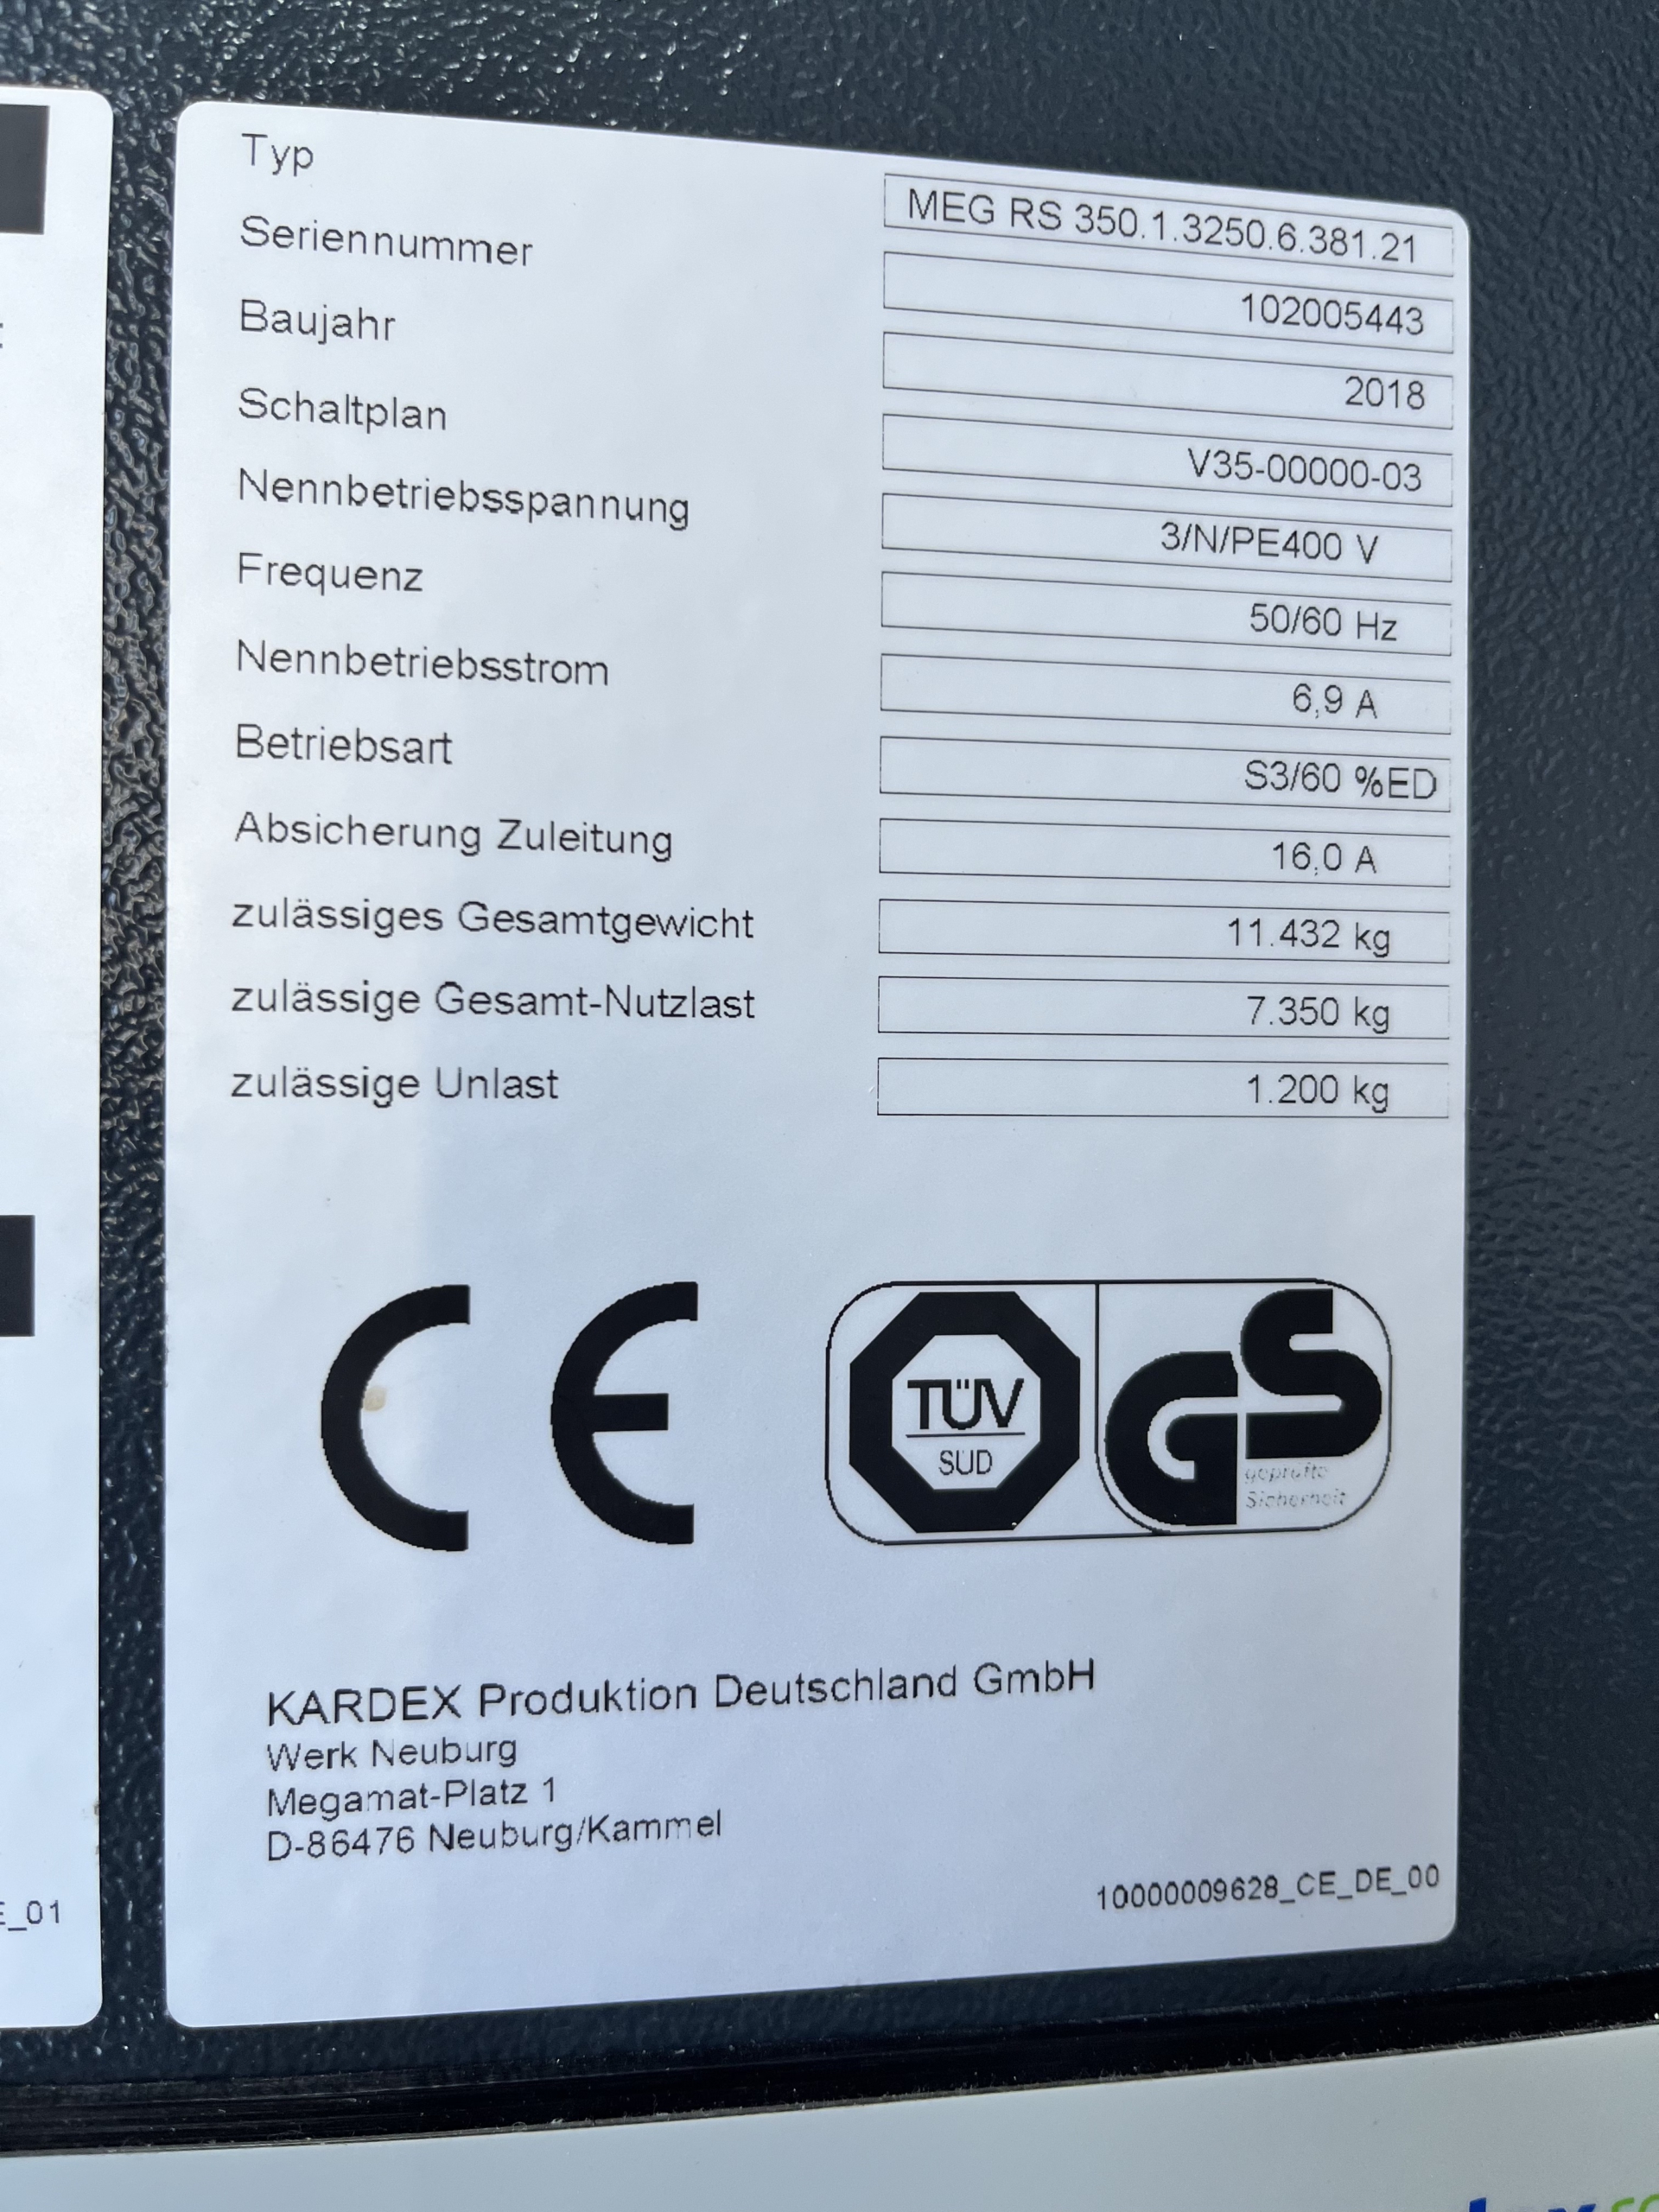 Typ MEG RS 350.1.3250.6.381.21
Seriennummer 102005443
Baujahr 2018
Schaltplan V35-00000-03
Nennbetriebsspannung 3/N/PE400 V
Frequenz 50/60 Hz
Nennbetriebsstrom 6,9 A
Betriebsart S3/60 %ED
Absicherung Zuleitung 16,0 A
zulässiges Gesamtgewicht 11.432 kg
zulässige Gesamt-Nutzlast 7.350 kg
zulässige Unlast 1.200 kg
CE
TÜV
SÜD
GS
geprüfte
Sicherheit
KARDEX Produktion Deutschland GmbH
Werk Neuburg
Megamat-Platz 1
D-86476 Neuburg/Kammel
10000009628_CE_DE_00
E_01